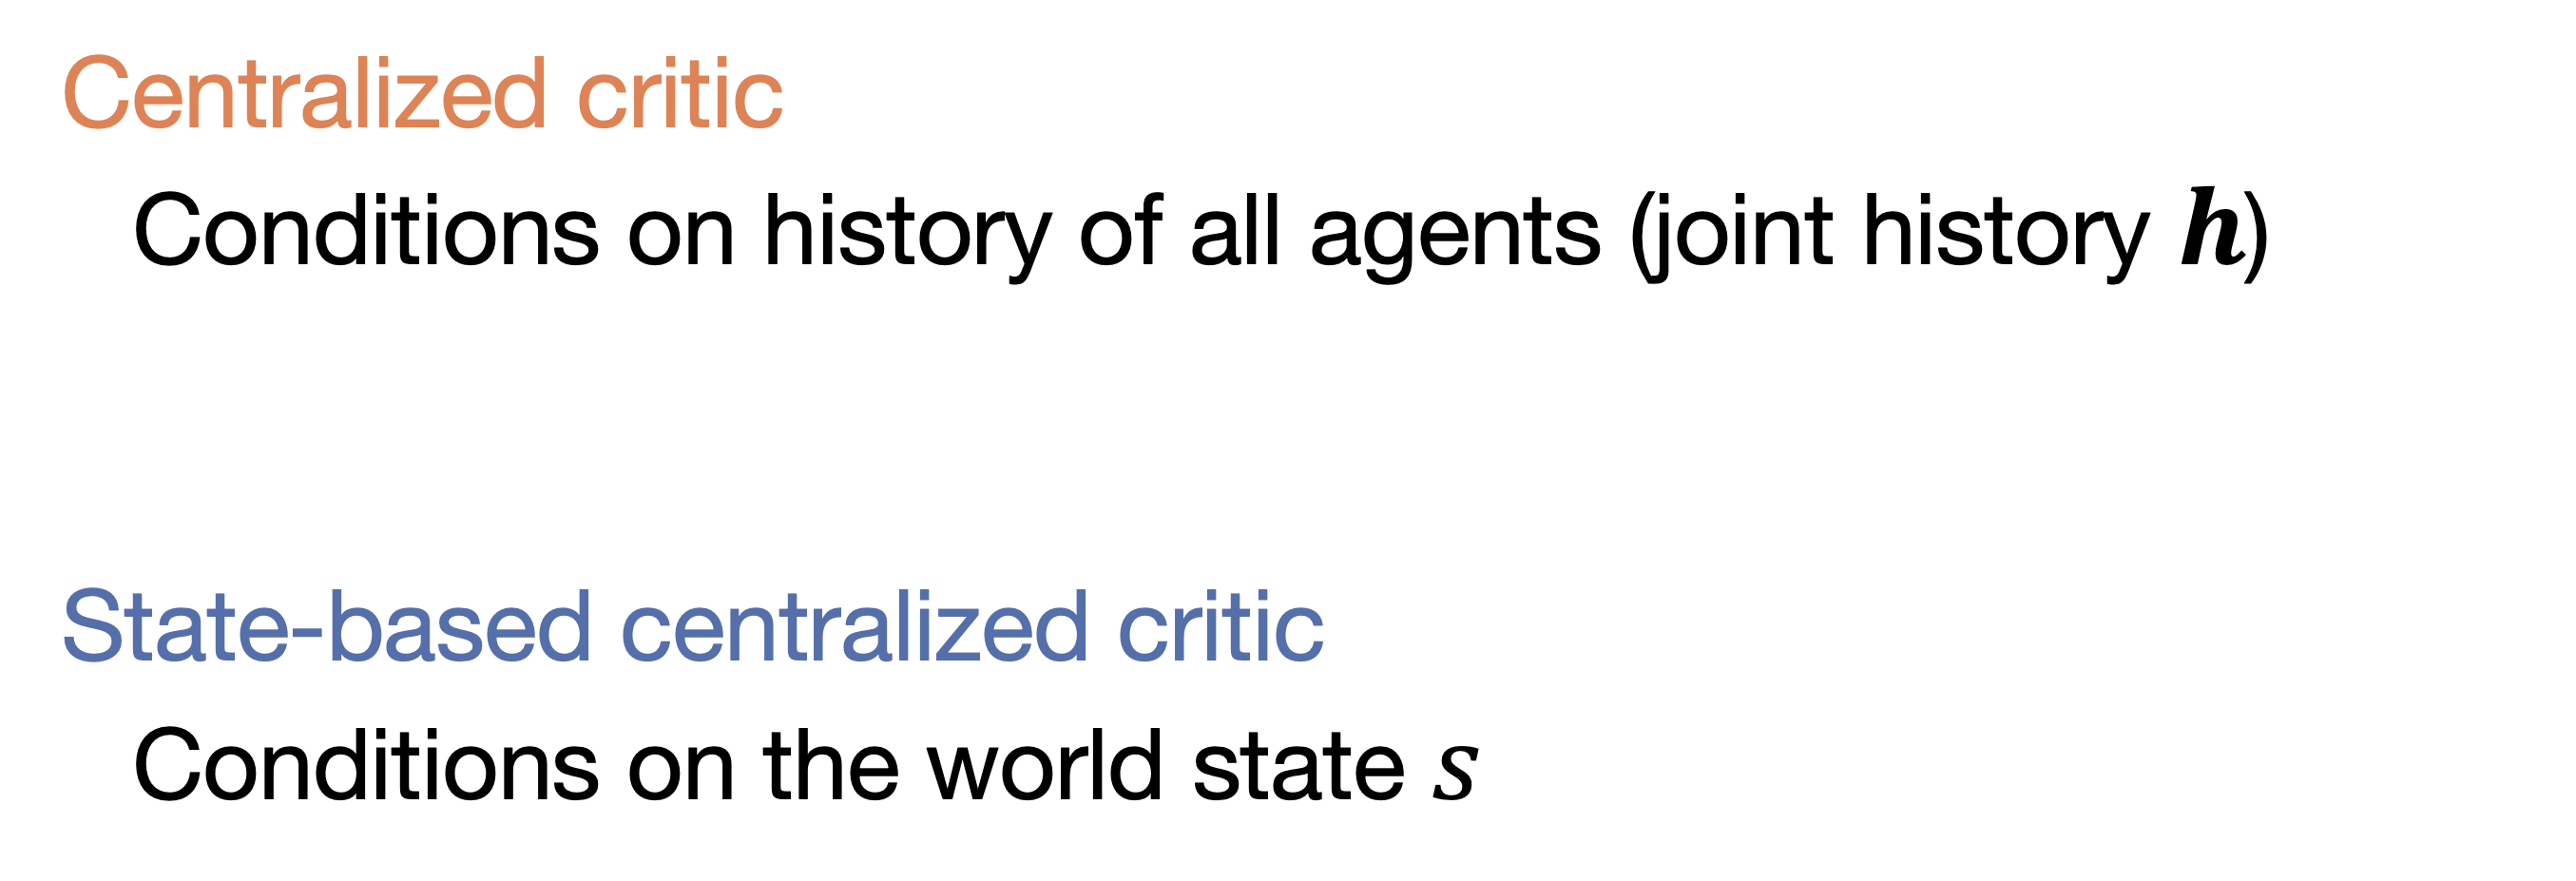 Centralized critic
Conditions on history of all agents (joint history h)
State-based centralized critic
Conditions on the world state s